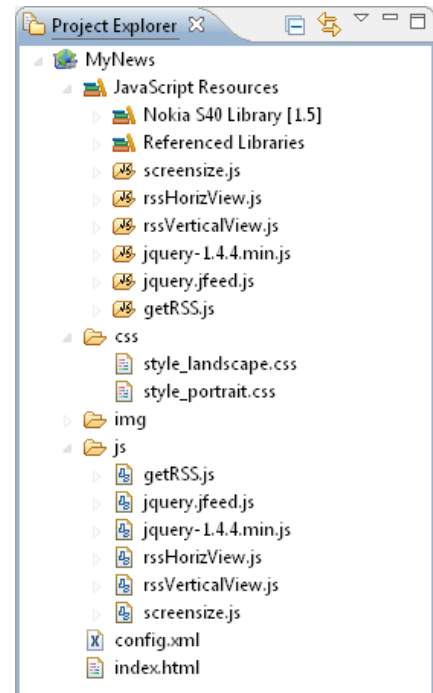 Project Explorer
MyNews
JavaScript Resources
Nokia S40 Library [1.5]
Referenced Libraries
screensize.js
rssHorizView.js
rssVerticalView.js
jquery-1.4.4.min.js
jquery.jfeed.js
getRSS.js
css
style_landscape.css
style_portrait.css
img
js
getRSS.js
jquery.jfeed.js
jquery-1.4.4.min.js
rssHorizView.js
rssVerticalView.js
screensize.js
config.xml
index.html